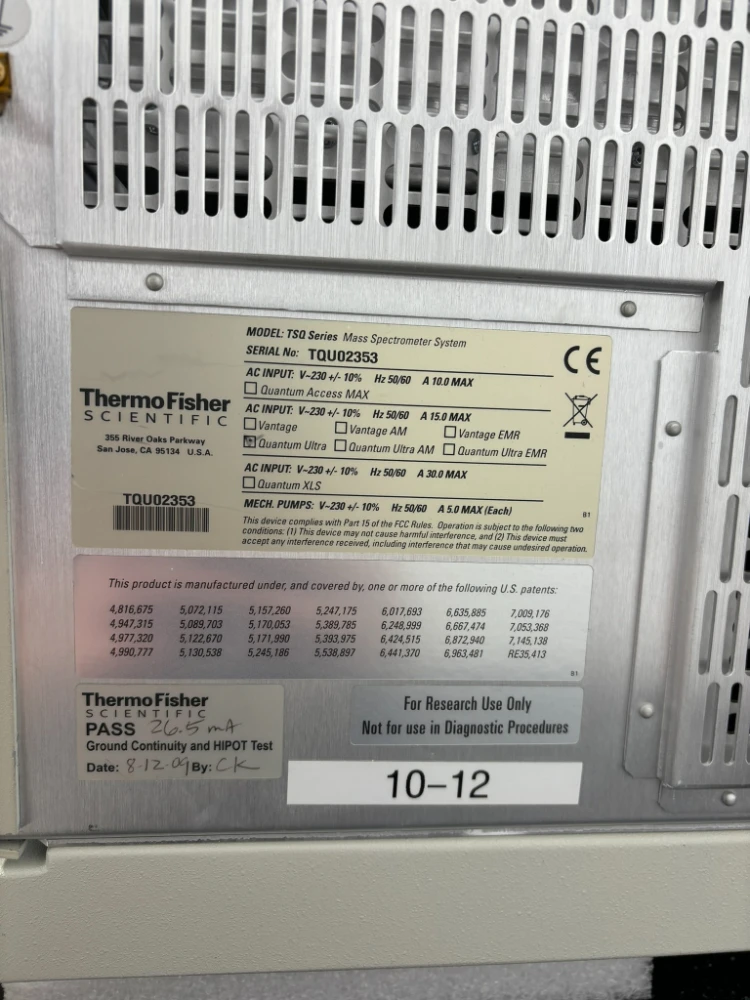 MODEL: TSQ Series Mass Spectrometer System
SERIAL No: TQU02353
CE
AC INPUT: V~230 +/- 10% Hz 50/60 A 10.0 MAX
Quantum Access MAX
AC INPUT: V~230 +/- 10% Hz 50/60 A 15.0 MAX
Vantage Vantage AM Vantage EMR
Quantum Ultra Quantum Ultra AM Quantum Ultra EMR
AC INPUT: V~230 +/- 10% Hz 50/60 A 30.0 MAX
Quantum XLS
MECH. PUMPS: V~230 +/- 10% Hz 50/60 A 5.0 MAX (Each)
This device complies with Part 15 of the FCC Rules. Operation is subject to the following two
conditions: (1) This device may not cause harmful interference, and (2) This device must
accept any interference received, including interference that may cause undesired operation.
B1
ThermoFisher
SCIENTIFIC
355 River Oaks Parkway
San Jose, CA 95134 U.S.A.
TQU02353
This product is manufactured under, and covered by, one or more of the following U.S. patents:
4,816,675 5,072,115 5,157,260 5,247,175 6,017,693 6,635,885 7,009,176
4,947,315 5,089,703 5,170,053 5,389,785 6,248,999 6,667,474 7,053,368
4,977,320 5,122,670 5,171,990 5,393,975 6,424,515 6,872,940 7,145,138
4,990,777 5,130,538 5,245,186 5,538,897 6,441,370 6,963,481 RE35,413
B1
ThermoFisher
SCIENTIFIC
PASS 26.5 mA
Ground Continuity and HIPOT Test
Date: 8-12-09 By: CK
For Research Use Only
Not for use in Diagnostic Procedures
10-12